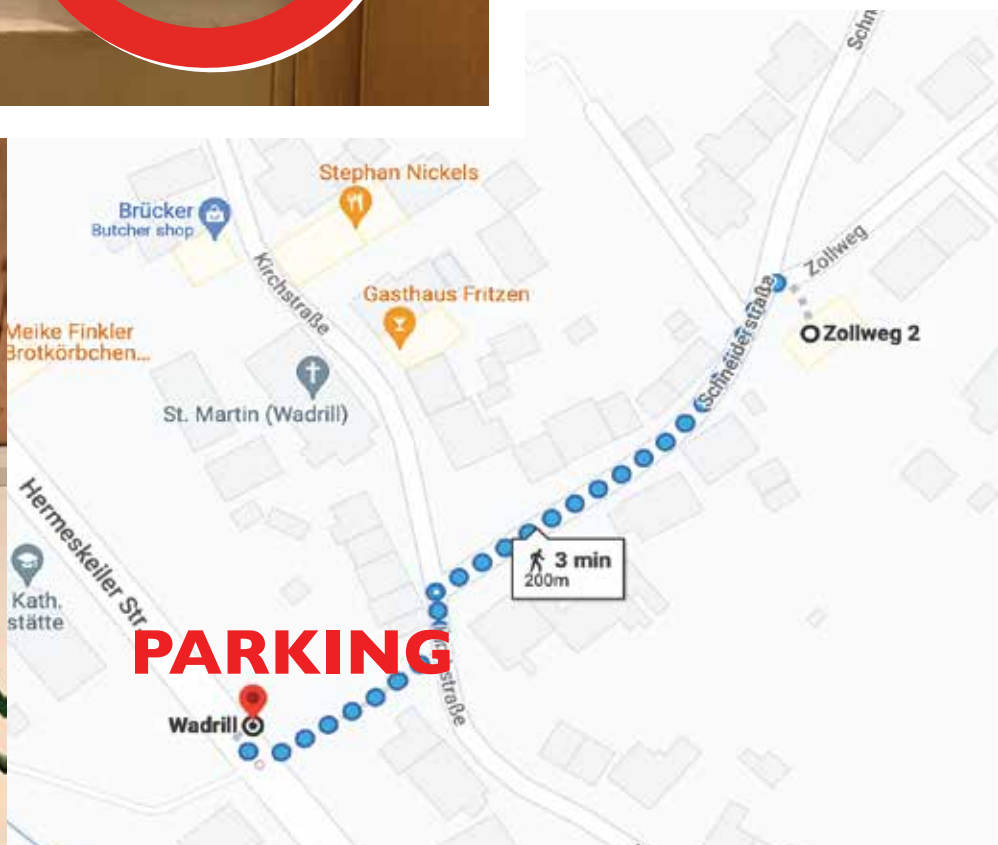 Schn
Stephan Nickels
Brücker
Butcher shop
Kirchstraße
Zollweg
Gasthaus Fritzen
Meike Finkler
Brotkörbchen...
Schneiderstraße
Zollweg 2
St. Martin (Wadrill)
Hermeskeiler Str
3 min
200m
Kath.
stätte
PARKING
straße
Wadrill